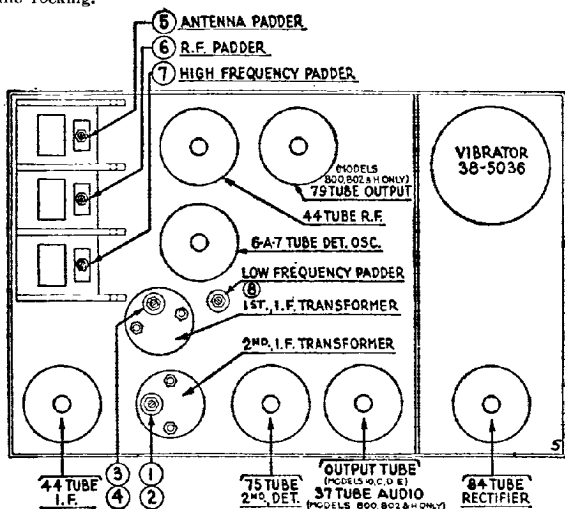 rocking.
⑤ ANTENNA PADDER
⑥ R.F. PADDER
⑦ HIGH FREQUENCY PADDER
VIBRATOR
38-5036
(MODELS
800, 802 & H ONLY)
79 TUBE OUTPUT
44 TUBE R.F.
6-A-7 TUBE DET. OSC.
LOW FREQUENCY PADDER
⑧
1ST., I.F. TRANSFORMER
2ND., I.F. TRANSFORMER
5
44 TUBE
I.F.
③
④
①
②
75 TUBE
2ND., DET.
OUTPUT TUBE
37 TUBE AUDIO
(MODELS 800, 802 & H ONLY)
84 TUBE
RECTIFIER